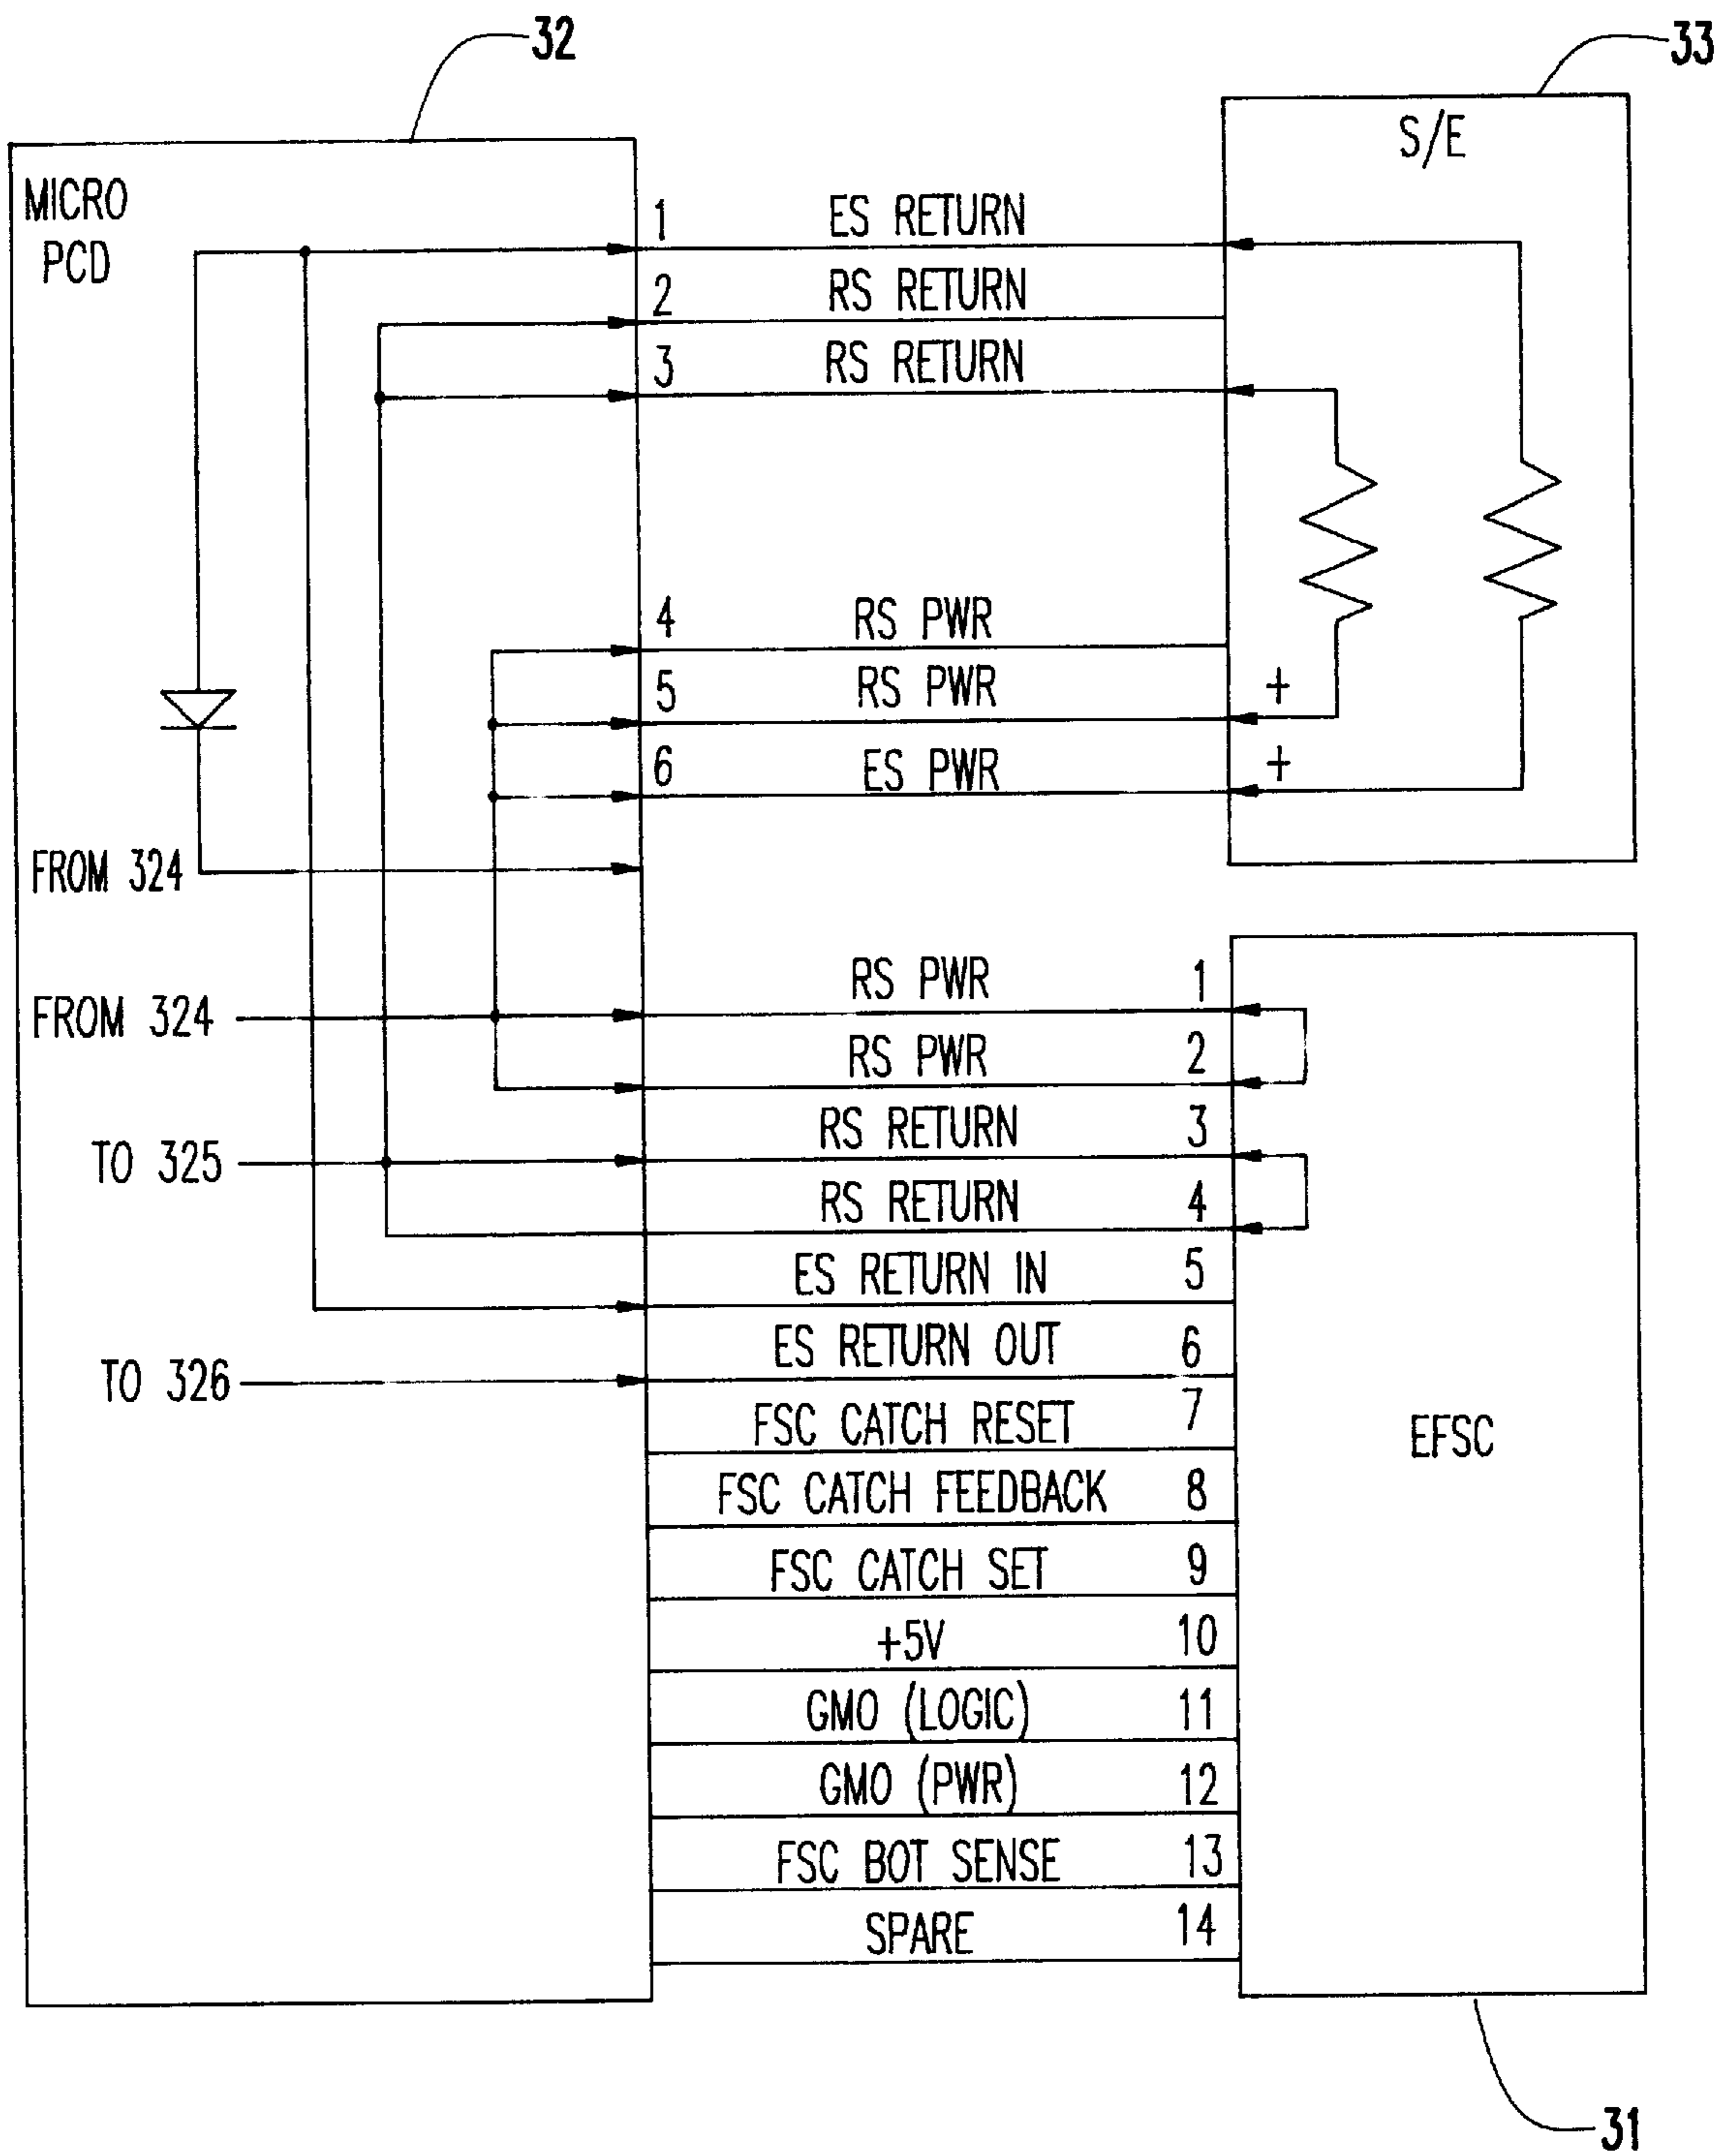 32
33
MICRO
PCD
S/E
1 ES RETURN
2 RS RETURN
3 RS RETURN
4 RS PWR
5 RS PWR +
6 ES PWR +
FROM 324
RS PWR 1
FROM 324
RS PWR 2
RS RETURN 3
TO 325
RS RETURN 4
ES RETURN IN 5
ES RETURN OUT 6
TO 326
FSC CATCH RESET 7
EFSC
FSC CATCH FEEDBACK 8
FSC CATCH SET 9
+5V 10
GMO (LOGIC) 11
GMO (PWR) 12
FSC BOT SENSE 13
SPARE 14
31